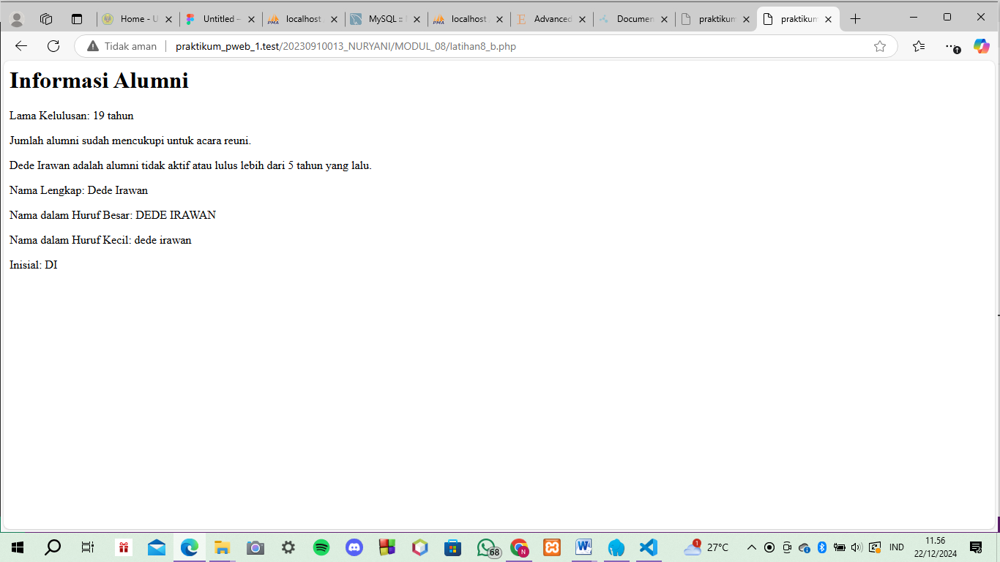 Home - U
Untitled –
localhost
MySQL ::
localhost
Advanced
Documen
praktikum
praktikum
Tidak aman
praktikum_pweb_1.test/20230910013_NURYANI/MODUL_08/latihan8_b.php
Informasi Alumni
Lama Kelulusan: 19 tahun
Jumlah alumni sudah mencukupi untuk acara reuni.
Dede Irawan adalah alumni tidak aktif atau lulus lebih dari 5 tahun yang lalu.
Nama Lengkap: Dede Irawan
Nama dalam Huruf Besar: DEDE IRAWAN
Nama dalam Huruf Kecil: dede irawan
Inisial: DI
68
N
1
27°C
IND
11.56
22/12/2024